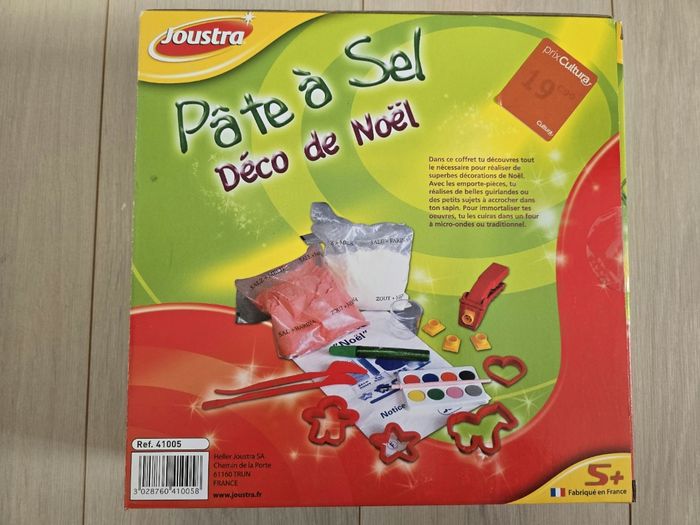 Joustra
Pâte à Sel
Déco de Noël
prixCultura
19
Cultura
Dans ce coffret tu découvres tout
le nécessaire pour réaliser de
superbes décorations de Noël.
Avec les emporte-pièces, tu
réalises de belles guirlandes ou
des petits sujets à accrocher dans
ton sapin. Pour immortaliser tes
oeuvres, tu les cuiras dans un four
à micro-ondes ou traditionnel.
SALZ
ZOUT
"Noël"
Notice
Ref. 41005
3 028760 410058
Heller Joustra SA
Chemin de la Porte
61160 TRUN
FRANCE
www.joustra.fr
5+
Fabriqué en France